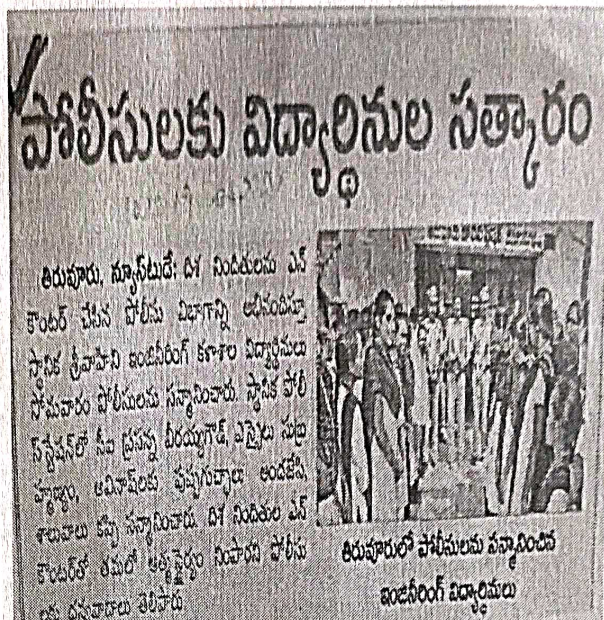 పోలీసులకు విద్యార్థినుల సత్కారం
తిరువూరు, న్యూస్‌టుడే: దిశ నిందితులను ఎన్
కౌంటర్ చేసిన పోలీసు విభాగాన్ని అభినందిస్తూ
స్థానిక శ్రీవాహిని ఇంజినీరింగ్ కళాశాల విద్యార్థినులు
సోమవారం పోలీసులను సన్మానించారు. స్థానిక పోలీ
స్‌స్టేషన్‌లో సీఐ ప్రసన్న వీరయ్యగౌడ్, ఎస్సైలు సుబ్ర
హ్మణ్యం, అవినాష్‌లకు పుష్పగుచ్ఛాలు అందజేసి,
శాలువాలు కప్పి సన్మానించారు. దిశ నిందితుల ఎన్
కౌంటర్‌తో తమలో ఆత్మస్థైర్యం నింపారని పోలీసు
లకు ధన్యవాదాలు తెలిపారు
తిరువూరులో పోలీసులను సన్మానించిన
ఇంజినీరింగ్ విద్యార్థినులు